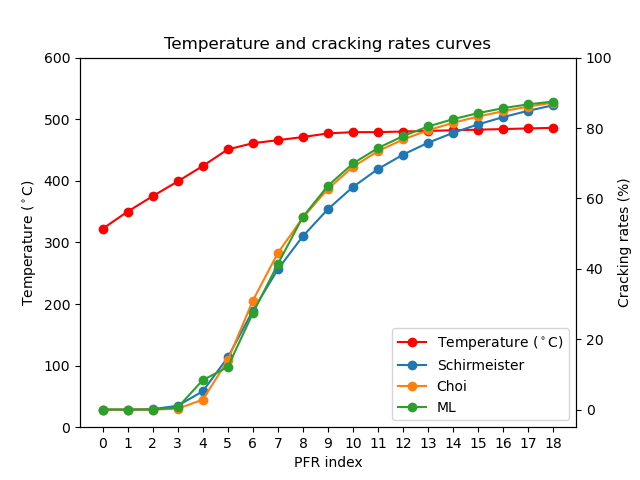 Temperature and cracking rates curves
Temperature (°C)
600
500
400
300
200
100
0
100
80
60
40
20
0
Cracking rates (%)
Temperature (°C)
Schirmeister
Choi
ML
0 1 2 3 4 5 6 7 8 9 10 11 12 13 14 15 16 17 18
PFR index